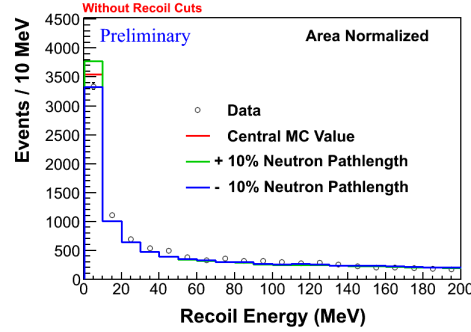 Without Recoil Cuts
Preliminary
Area Normalized
Events / 10 MeV
4500
4000
3500
3000
2500
2000
1500
1000
500
0
Data
Central MC Value
+ 10% Neutron Pathlength
- 10% Neutron Pathlength
0 20 40 60 80 100 120 140 160 180 200
Recoil Energy (MeV)